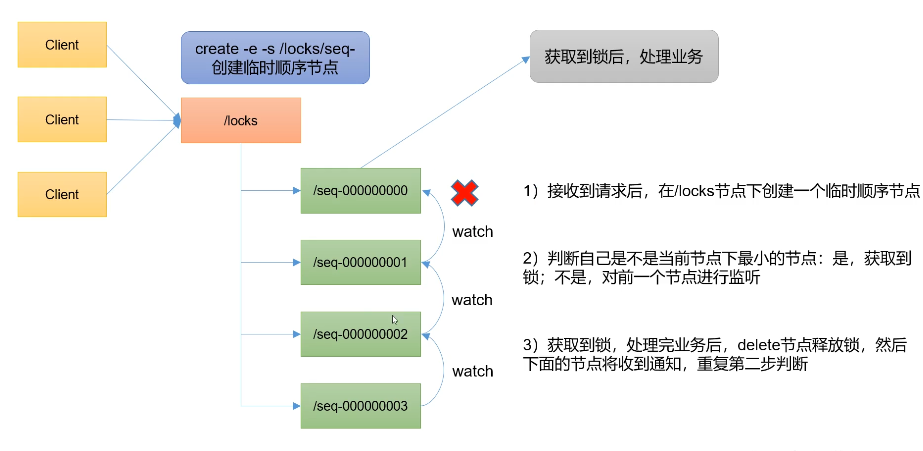 Client
Client
Client
create -e -s /locks/seq-
创建临时顺序节点
/locks
获取到锁后，处理业务
/seq-000000000
watch
/seq-000000001
watch
/seq-000000002
watch
/seq-000000003
1）接收到请求后，在/locks节点下创建一个临时顺序节点
2）判断自己是不是当前节点下最小的节点：是，获取到
锁；不是，对前一个节点进行监听
3）获取到锁，处理完业务后，delete节点释放锁，然后
下面的节点将收到通知，重复第二步判断